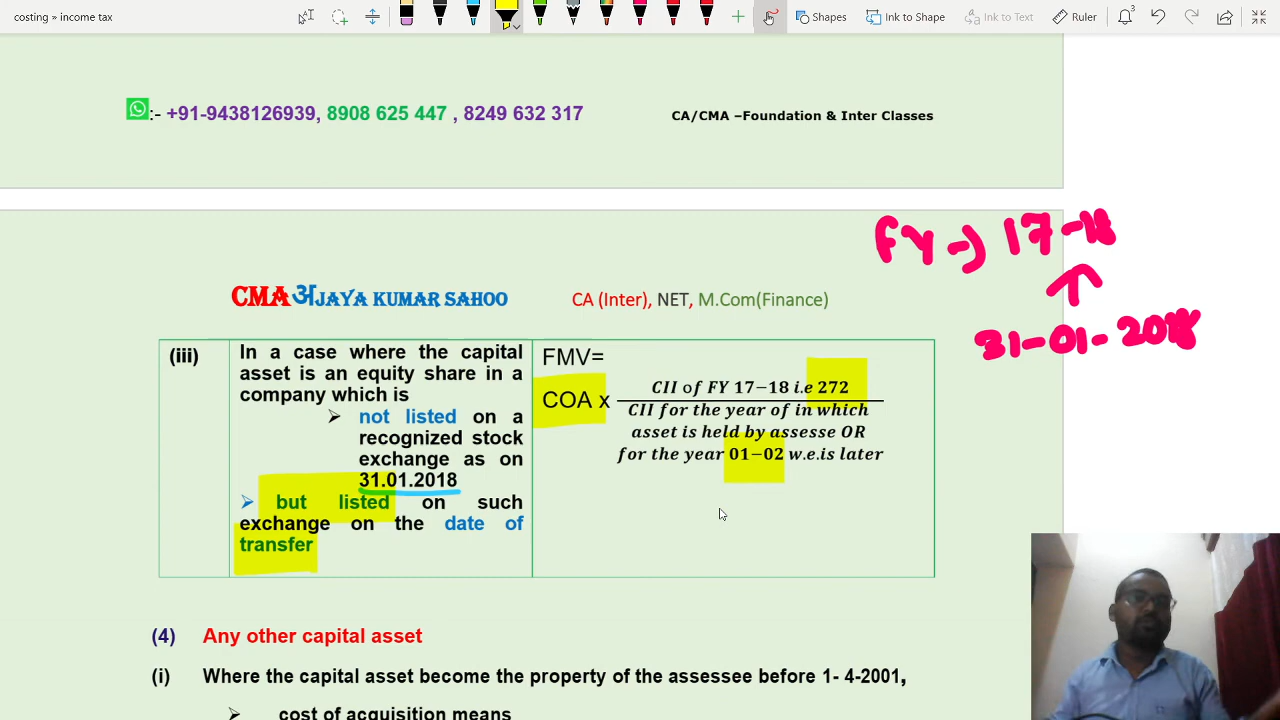 costing » income tax
Shapes
Ink to Shape
Ink to Text
Ruler
:- +91-9438126939, 8908 625 447 , 8249 632 317
CA/CMA –Foundation & Inter Classes
FY → 17-18
31-01-2018
CMA अJAYA KUMAR SAHOO
CA (Inter), NET, M.Com(Finance)
(iii)
In a case where the capital
asset is an equity share in a
company which is
➢ not listed on a
recognized stock
exchange as on
31.01.2018
➢ but listed on such
exchange on the date of
transfer
FMV=
COA x
CII of FY 17−18 i.e 272
CII for the year of in which
asset is held by assesse OR
for the year 01−02 w.e.is later
(4) Any other capital asset
(i) Where the capital asset become the property of the assessee before 1- 4-2001,
➢ cost of acquisition means